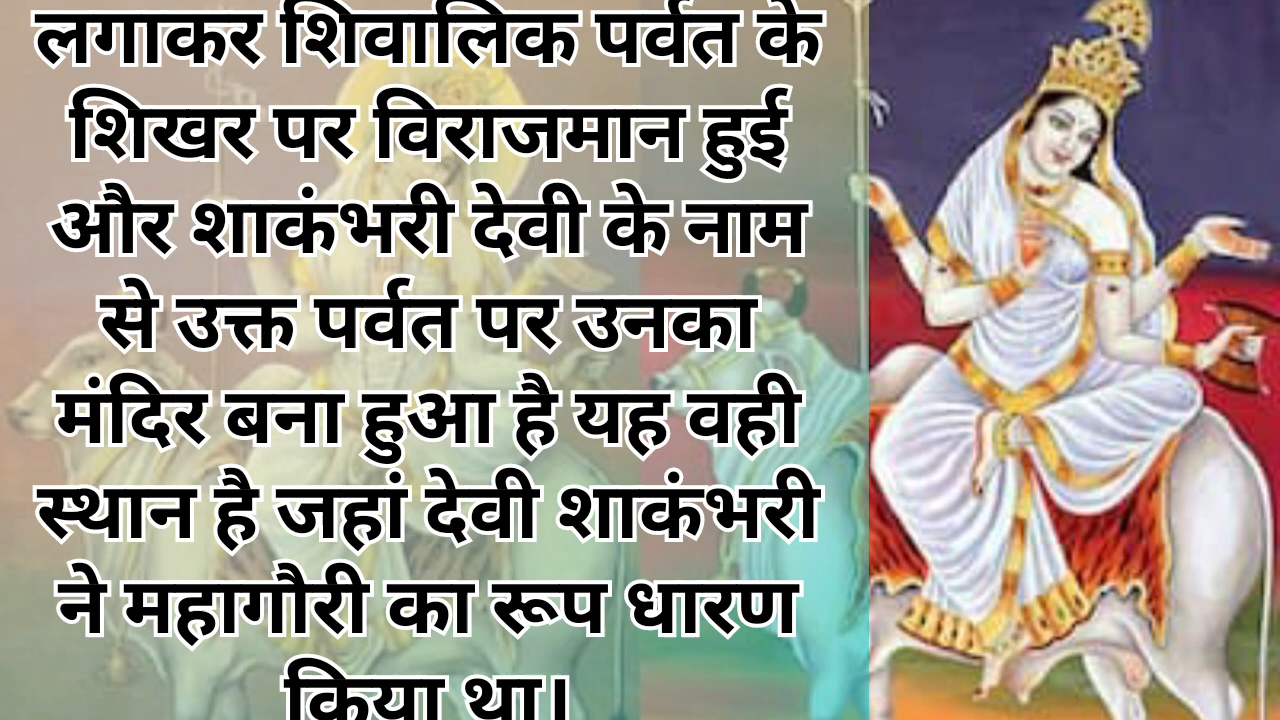 लगाकर शिवालिक पर्वत के
शिखर पर विराजमान हुई
और शाकंभरी देवी के नाम
से उक्त पर्वत पर उनका
मंदिर बना हुआ है यह वही
स्थान है जहां देवी शाकंभरी
ने महागौरी का रूप धारण
किया था।